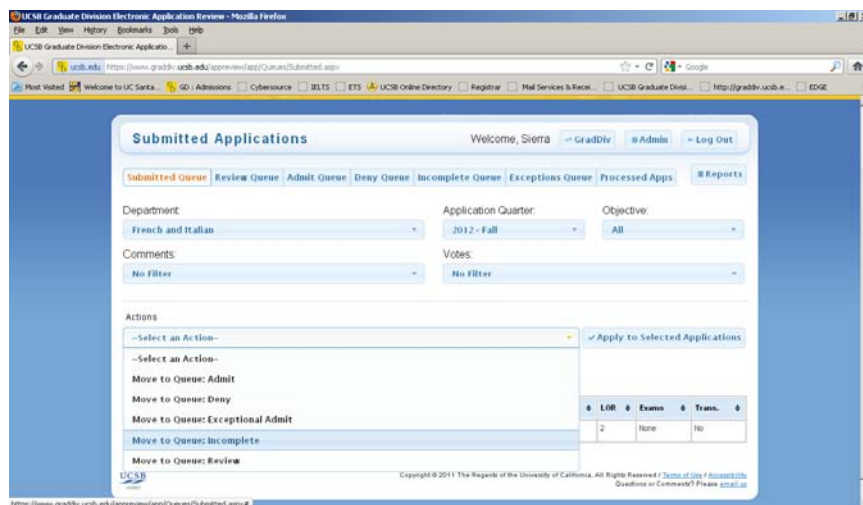 UCSB Graduate Division Electronic Application Review - Mozilla Firefox
File Edit View History Bookmarks Tools Help
UCSB Graduate Division Electronic Applicatio... +
ucsb.edu https://www.graddiv.ucsb.edu/appreview/app/Queues/Submitted.aspx Google
Most Visited Welcome to UC Santa... GD : Admissions Cybersource IELTS ETS UCSB Online Directory Registrar Mail Services & Recei... UCSB Graduate Divisi... http://graddiv.ucsb.e... EDGE
Submitted Applications Welcome, Sierra GradDiv Admin Log Out
Submitted Queue Review Queue Admit Queue Deny Queue Incomplete Queue Exceptions Queue Processed Apps Reports
Department: Application Quarter: Objective:
French and Italian 2012 - Fall All
Comments: Votes:
No Filter No Filter
Actions
--Select an Action-- Apply to Selected Applications
--Select an Action--
Move to Queue: Admit
Move to Queue: Deny
Move to Queue: Exceptional Admit
LOR Exams Trans.
Move to Queue: Incomplete 2 None No
Move to Queue: Review
UCSB Copyright © 2011 The Regents of the University of California, All Rights Reserved / Terms of Use / Accessibility
Questions or Comments? Please email us
https://www.graddiv.ucsb.edu/appreview/app/Queues/Submitted.aspx#